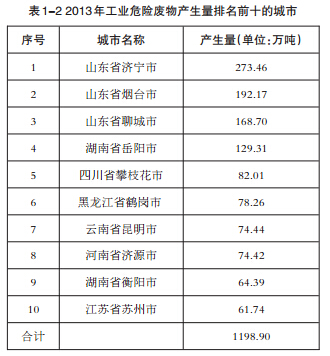 表1-2 2013年工业危险废物产生量排名前十的城市
序号 城市名称 产生量(单位:万吨)
1 山东省济宁市 273.46
2 山东省烟台市 192.17
3 山东省聊城市 168.70
4 湖南省岳阳市 129.31
5 四川省攀枝花市 82.01
6 黑龙江省鹤岗市 78.26
7 云南省昆明市 74.44
8 河南省济源市 74.42
9 湖南省衡阳市 64.39
10 江苏省苏州市 61.74
合计 1198.90